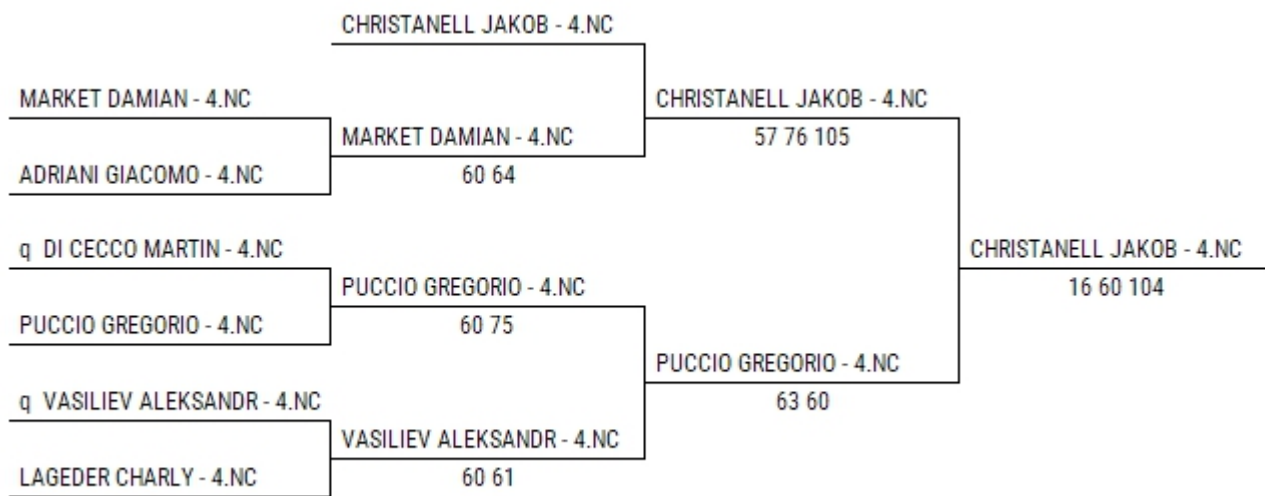 CHRISTANELL JAKOB - 4.NC
MARKET DAMIAN - 4.NC
CHRISTANELL JAKOB - 4.NC
MARKET DAMIAN - 4.NC
57 76 105
ADRIANI GIACOMO - 4.NC
60 64
q DI CECCO MARTIN - 4.NC
CHRISTANELL JAKOB - 4.NC
PUCCIO GREGORIO - 4.NC
16 60 104
PUCCIO GREGORIO - 4.NC
60 75
PUCCIO GREGORIO - 4.NC
q VASILIEV ALEKSANDR - 4.NC
63 60
VASILIEV ALEKSANDR - 4.NC
LAGEDER CHARLY - 4.NC
60 61